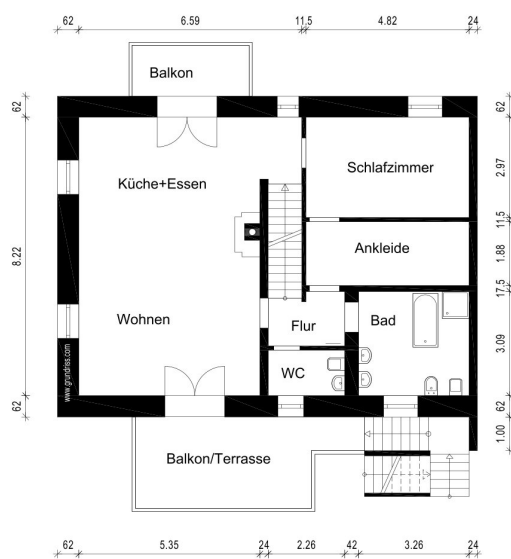 62 6.59 11.5 4.82 24
Balkon
62
62
Schlafzimmer
2.97
Küche+Essen
11.5
Ankleide
1.88
8.22
17.5
Wohnen
Flur
Bad
3.09
www.grundriss.com
WC
62
62
1.00
Balkon/Terrasse
62 5.35 24 2.26 42 3.26 24